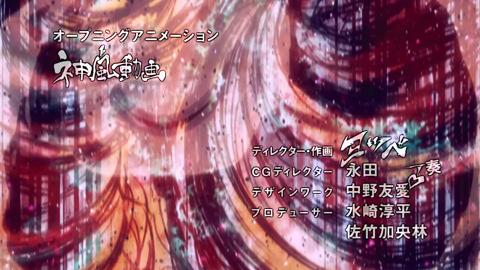 オープニングアニメーション
神風動画
ディレクター・作画
CGディレクター 永田 奏
デザインワーク 中野友愛
プロデューサー 水崎淳平
佐竹加央林